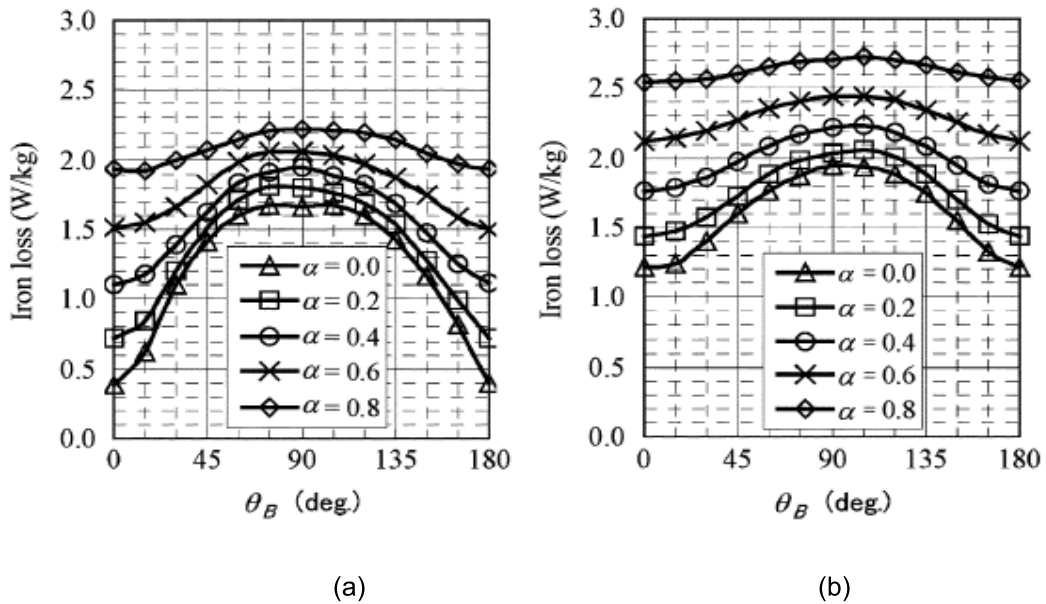 3.0
2.5
2.0
1.5
1.0
0.5
0.0
Iron loss (W/kg)
α = 0.0
α = 0.2
α = 0.4
α = 0.6
α = 0.8
0 45 90 135 180
θB (deg.)
(a)
3.0
2.5
2.0
1.5
1.0
0.5
0.0
Iron loss (W/kg)
α = 0.0
α = 0.2
α = 0.4
α = 0.6
α = 0.8
0 45 90 135 180
θB (deg.)
(b)